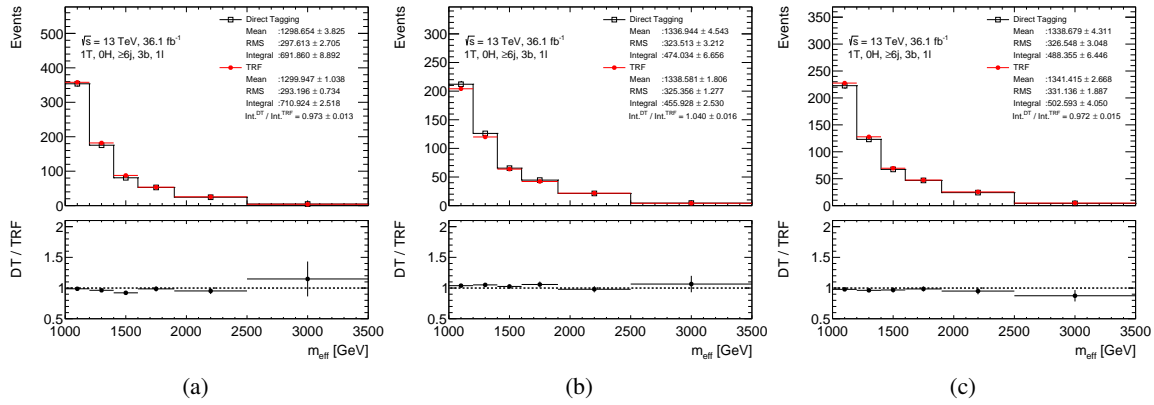 Events
500
400
300
200
100
0
√s = 13 TeV, 36.1 fb⁻¹
1T, 0H, ≥6j, 3b, 1l
Direct Tagging
Mean :1298.654 ± 3.825
RMS :297.613 ± 2.705
Integral :691.860 ± 8.892
TRF
Mean :1299.947 ± 1.038
RMS :293.196 ± 0.734
Integral :710.924 ± 2.518
Int.ᴰᵀ / Int.ᵀᴿᶠ = 0.973 ± 0.013
DT / TRF
2
1.5
1
0.5
1000 1500 2000 2500 3000 3500
m_eff [GeV]
(a)
Events
350
300
250
200
150
100
50
0
√s = 13 TeV, 36.1 fb⁻¹
1T, 0H, ≥6j, 3b, 1l
Direct Tagging
Mean :1336.944 ± 4.543
RMS :323.513 ± 3.212
Integral :474.034 ± 6.656
TRF
Mean :1338.581 ± 1.806
RMS :325.356 ± 1.277
Integral :455.928 ± 2.530
Int.ᴰᵀ / Int.ᵀᴿᶠ = 1.040 ± 0.016
DT / TRF
2
1.5
1
0.5
1000 1500 2000 2500 3000 3500
m_eff [GeV]
(b)
Events
350
300
250
200
150
100
50
0
√s = 13 TeV, 36.1 fb⁻¹
1T, 0H, ≥6j, 3b, 1l
Direct Tagging
Mean :1338.679 ± 4.311
RMS :326.548 ± 3.048
Integral :488.355 ± 6.446
TRF
Mean :1341.415 ± 2.668
RMS :331.136 ± 1.887
Integral :502.593 ± 4.050
Int.ᴰᵀ / Int.ᵀᴿᶠ = 0.972 ± 0.015
DT / TRF
2
1.5
1
0.5
1000 1500 2000 2500 3000 3500
m_eff [GeV]
(c)